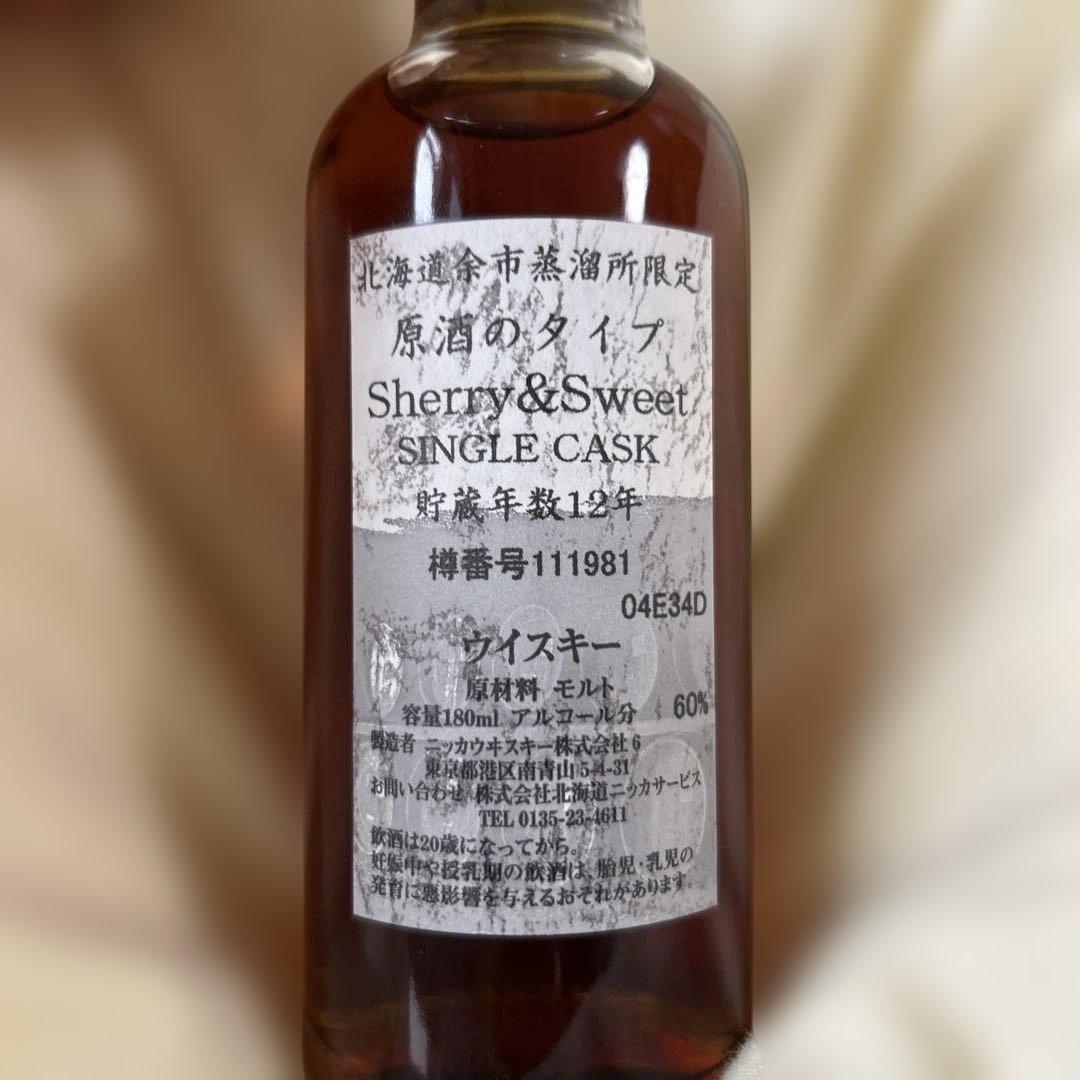 北海道余市蒸溜所限定
原酒のタイプ
Sherry&Sweet
SINGLE CASK
貯蔵年数12年
樽番号111981
04E34D
ウイスキー
原材料 モルト
容量180ml アルコール分 60%
製造者 ニッカウヰスキー株式会社 6
東京都港区南青山 5-4-31
お問い合わせ 株式会社北海道ニッカサービス
TEL 0135-23-4611
飲酒は20歳になってから。
妊娠中や授乳期の飲酒は、胎児・乳児の
発育に悪影響を与えるおそれがあります。